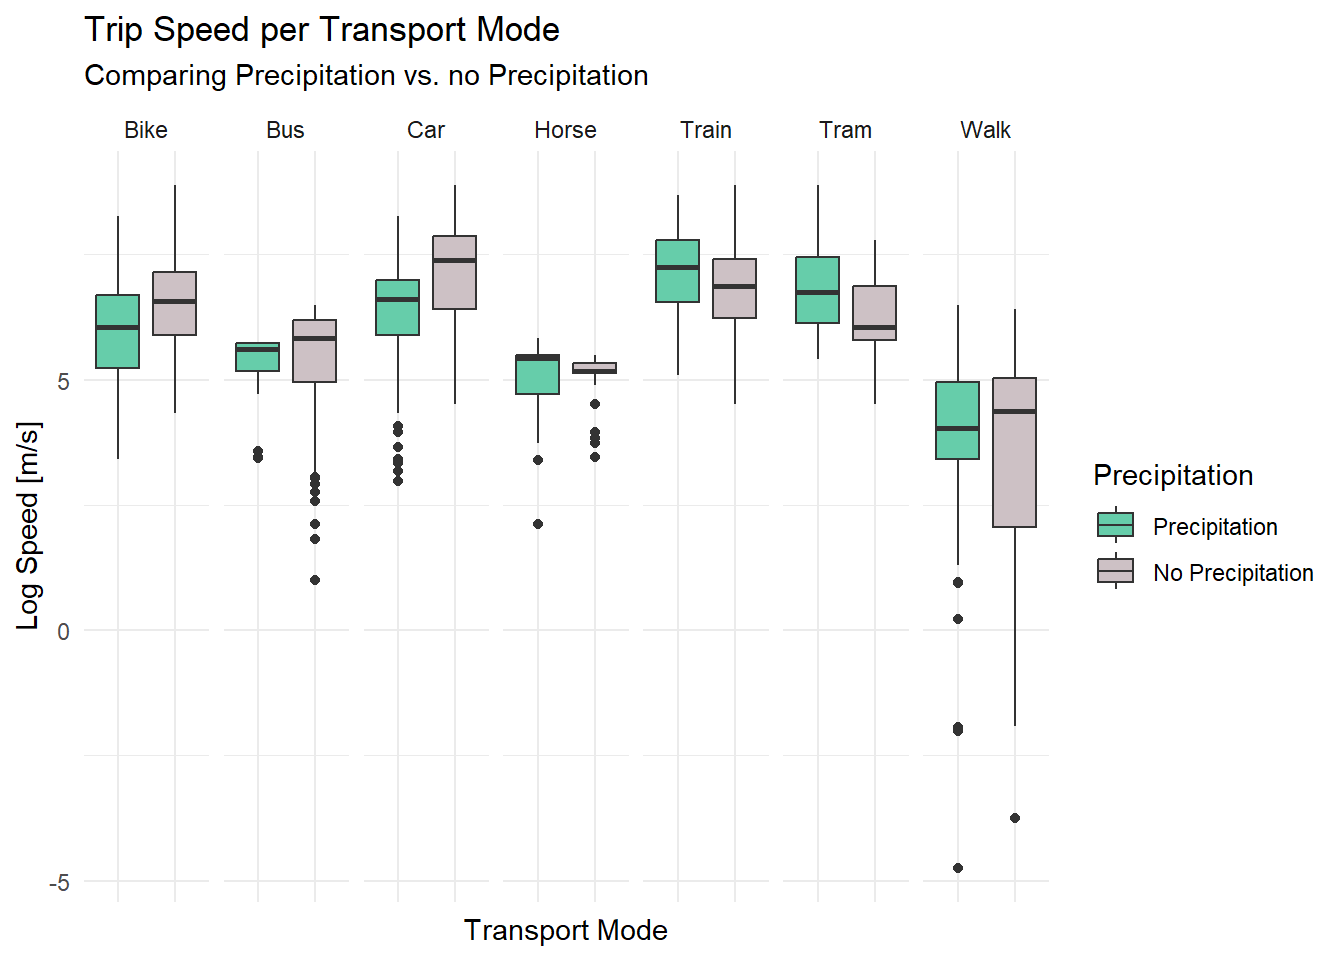 Trip Speed per Transport Mode
Comparing Precipitation vs. no Precipitation
Bike Bus Car Horse Train Tram Walk
5
0
-5
Log Speed [m/s]
Transport Mode
Precipitation
Precipitation
No Precipitation